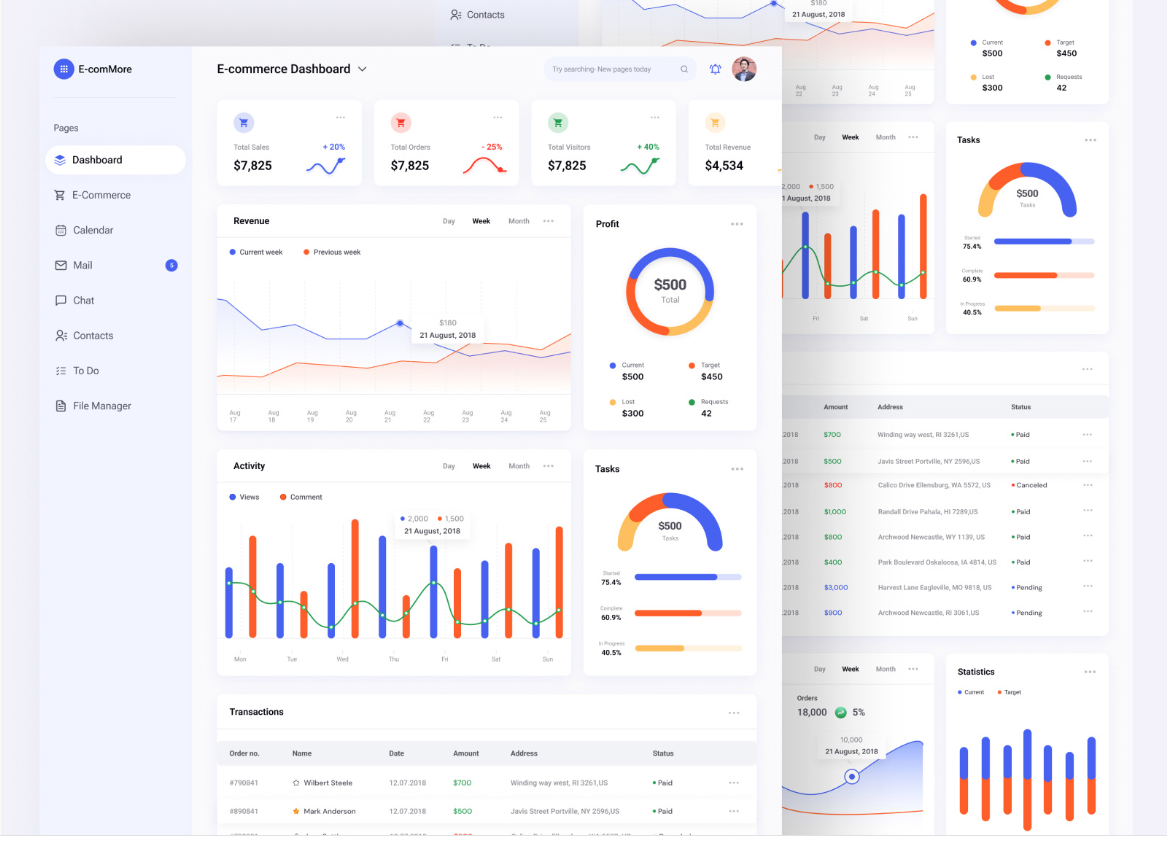 Contacts
$180
21 August, 2018
Current
$500
Target
$450
Lost
$300
Requests
42
Aug 22
Aug 23
Aug 24
Aug 25
E-comMore
Pages
Dashboard
E-Commerce
Calendar
Mail
5
Chat
Contacts
To Do
File Manager
E-commerce Dashboard
Try searching-New pages today
Total Sales
+ 20%
$7,825
Total Orders
- 25%
$7,825
Total Visitors
+ 40%
$7,825
Total Revenue
$4,534
Revenue
Day Week Month
Current week Previous week
$180
21 August, 2018
Aug 17
Aug 18
Aug 19
Aug 20
Aug 21
Aug 22
Aug 23
Aug 24
Aug 25
Profit
$500
Total
Current
$500
Target
$450
Lost
$300
Requests
42
Activity
Day Week Month
Views Comment
2,000 1,500
21 August, 2018
Mon Tue Wed Thu Fri Sat Sun
Tasks
$500
Tasks
Started
75.4%
Complete
60.9%
In Progress
40.5%
Transactions
Order no. Name Date Amount Address Status
#790841 Wilbert Steele 12.07.2018 $700 Winding way west, RI 3261,US Paid
#890841 Mark Anderson 12.07.2018 $500 Javis Street Portville, NY 2596,US Paid
Day Week Month
2,000 1,500
August, 2018
Fri Sat Sun
Tasks
$500
Tasks
Started
75.4%
Complete
60.9%
In Progress
40.5%
Amount Address Status
.2018 $700 Winding way west, RI 3261,US Paid
.2018 $500 Javis Street Portville, NY 2596,US Paid
.2018 $800 Calico Drive Ellensburg, WA 5572, US Canceled
.2018 $1,000 Randall Drive Pahala, HI 7289,US Paid
.2018 $800 Archwood Newcastle, WY 1139, US Paid
.2018 $400 Park Boulevard Oskaloosa, IA 4814, US Paid
.2018 $3,000 Harvest Lane Eagleville, MO 9818, US Pending
.2018 $900 Archwood Newcastle, RI 3061,US Pending
Day Week Month
Orders
18,000 5%
10,000
21 August, 2018
Statistics
Current Target